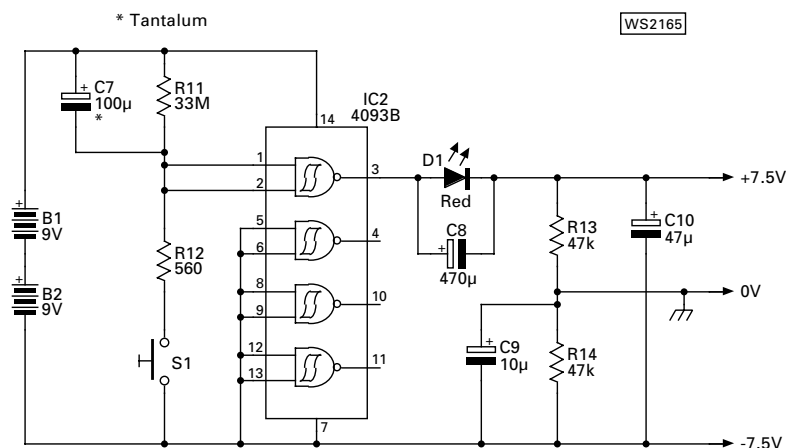 * Tantalum
WS2165
+
C7
100µ
*
R11
33M
IC2
4093B
14
1
2
3
D1
Red
+7.5V
5
6
4
+
C8
470µ
R13
47k
+
C10
47µ
+
B1
9V
R12
560
8
9
10
0V
+
B2
9V
S1
12
13
11
+
C9
10µ
R14
47k
7
-7.5V